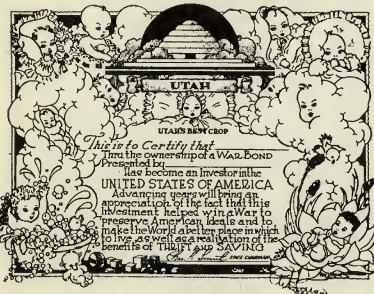 UTAH
UTAH'S BEST CROP
This is to Certify that
Thru the ownership of a WAR BOND
Presented by
Has become an Investor in the
UNITED STATES OF AMERICA
Advancing years will bring an
appreciation of the fact that this
Investment helped win a War to
Preserve American Ideals and to
make the World a better place in which
to live, as well as a realization of the
benefits of THRIFT and SAVING
STATE CHAIRMAN